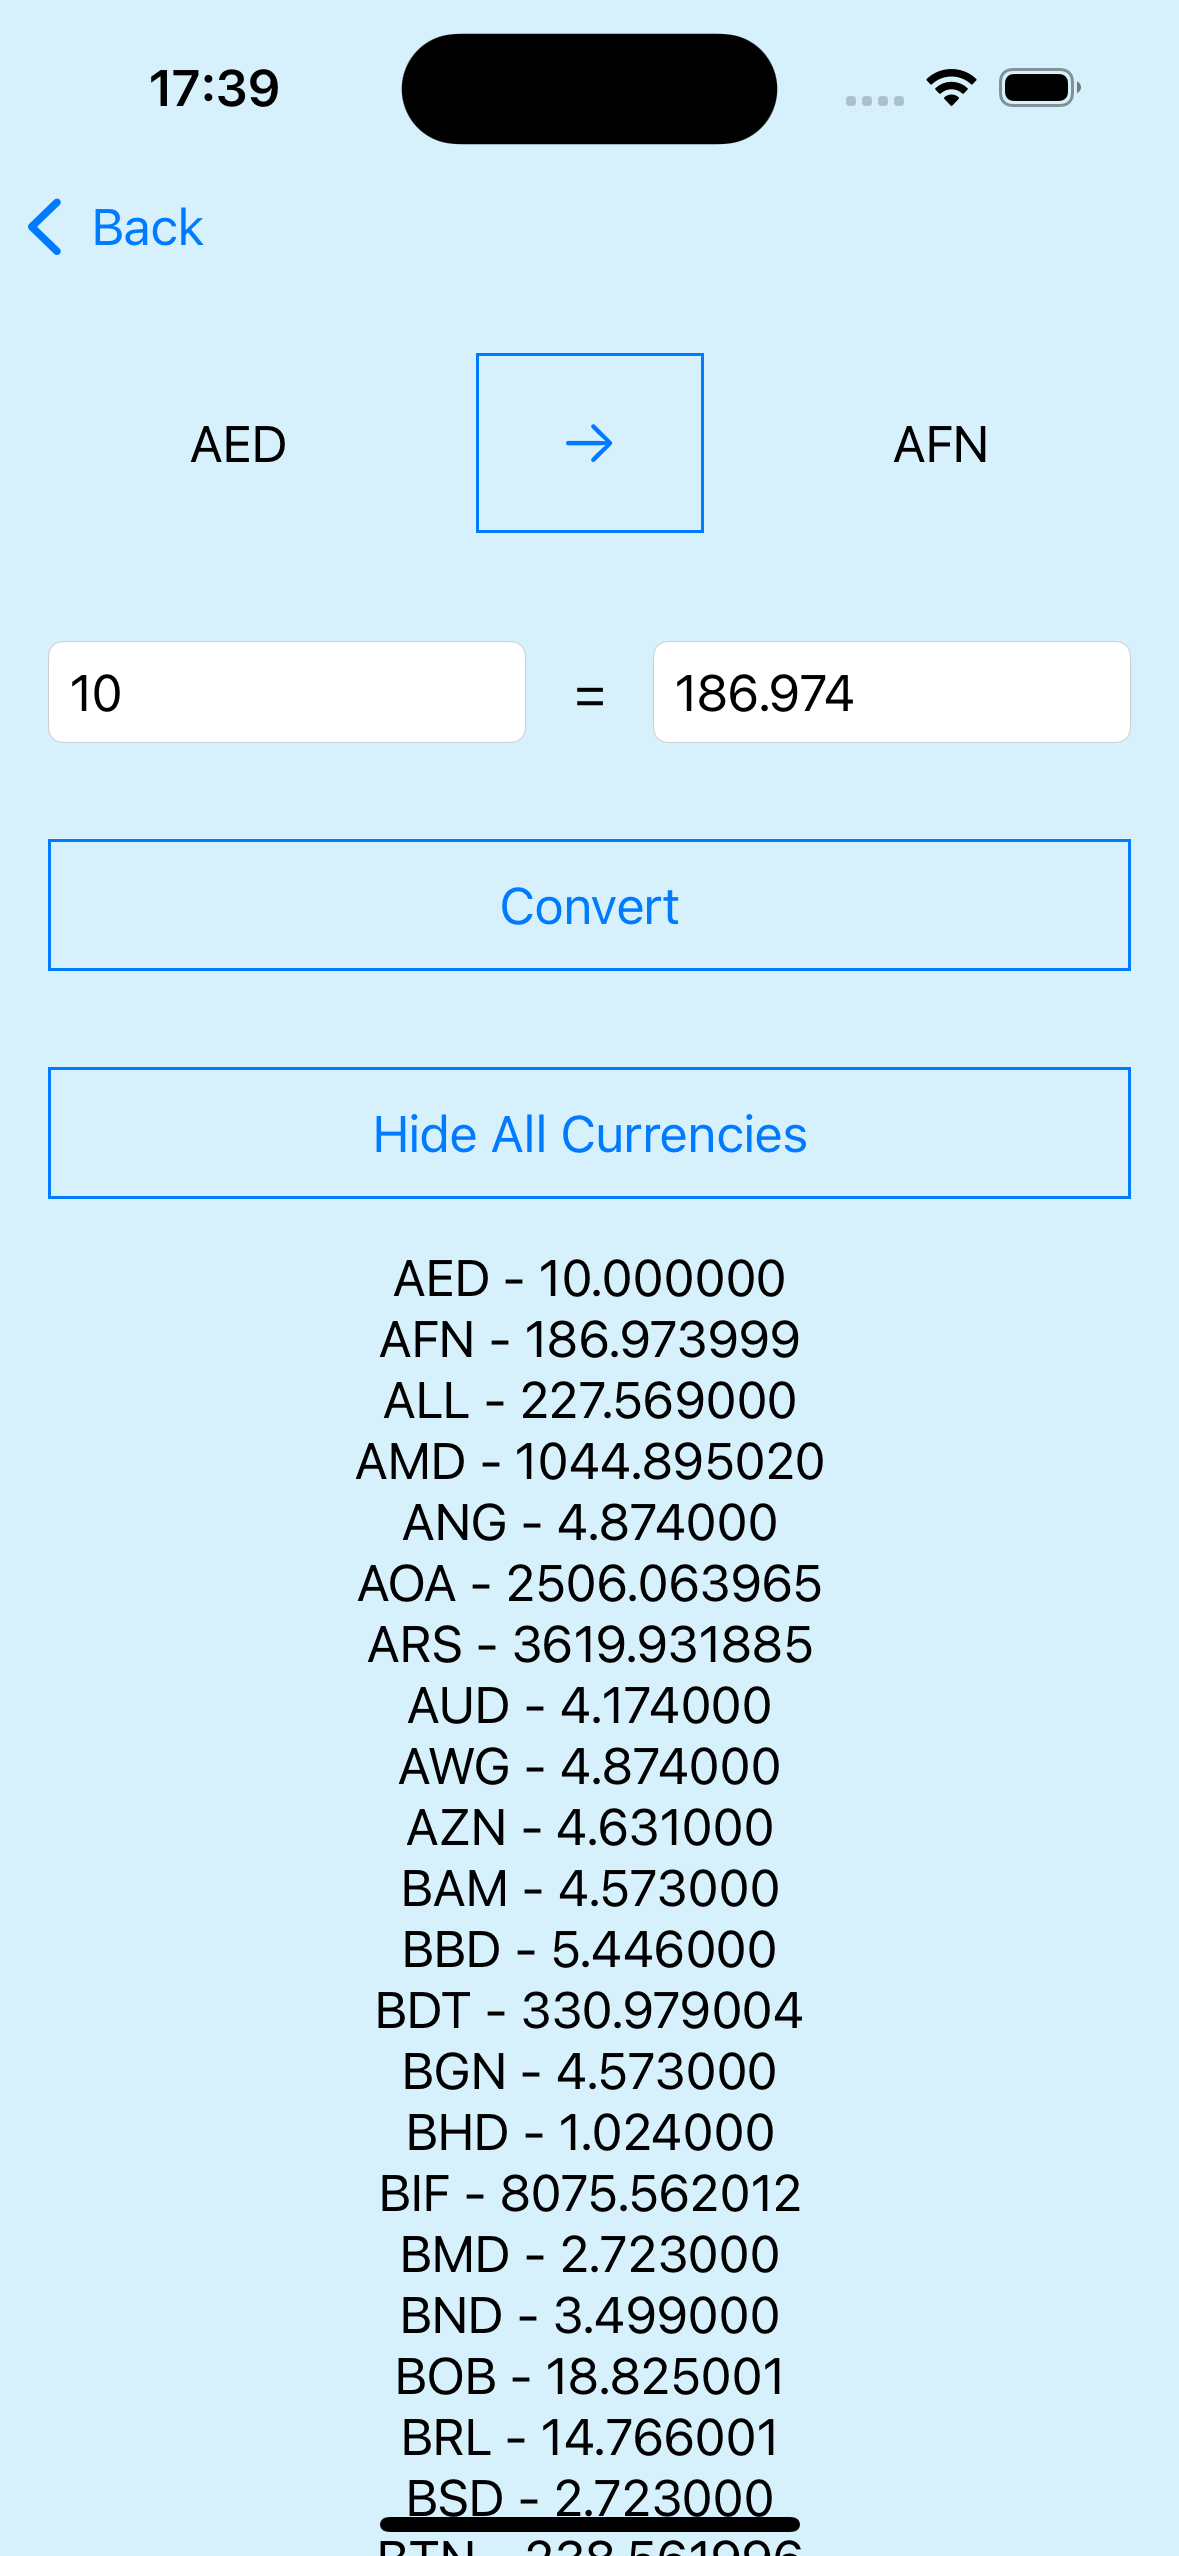 17:39
Back
AED → AFN
10 = 186.974
Convert
Hide All Currencies
AED - 10.000000
AFN - 186.973999
ALL - 227.569000
AMD - 1044.895020
ANG - 4.874000
AOA - 2506.063965
ARS - 3619.931885
AUD - 4.174000
AWG - 4.874000
AZN - 4.631000
BAM - 4.573000
BBD - 5.446000
BDT - 330.979004
BGN - 4.573000
BHD - 1.024000
BIF - 8075.562012
BMD - 2.723000
BND - 3.499000
BOB - 18.825001
BRL - 14.766001
BSD - 2.723000
BTN - 238.561996